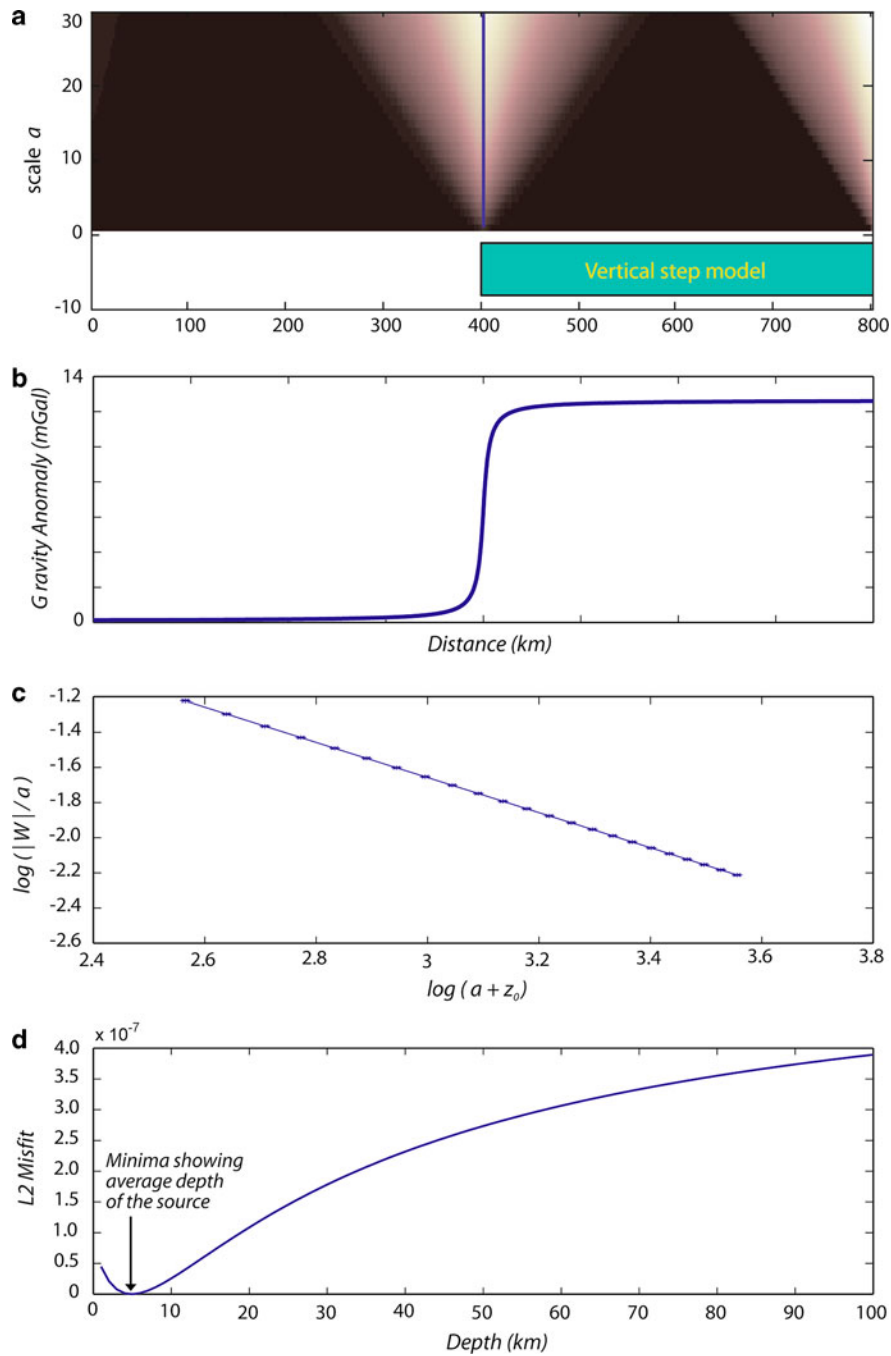 a
30
20
10
0
-10
scale a
0 100 200 300 400 500 600 700 800
Vertical step model
b
14
0
G ravity Anomaly (mGal)
Distance (km)
c
-1.2
-1.4
-1.6
-1.8
-2.0
-2.2
-2.4
-2.6
log ( | W | / a )
2.4 2.6 2.8 3 3.2 3.4 3.6 3.8
log ( a + z₀ )
d
x 10⁻⁷
4.0
3.5
3.0
2.5
2.0
1.5
1.0
0.5
0
L2 Misfit
Minima showing
average depth
of the source
0 10 20 30 40 50 60 70 80 90 100
Depth (km)